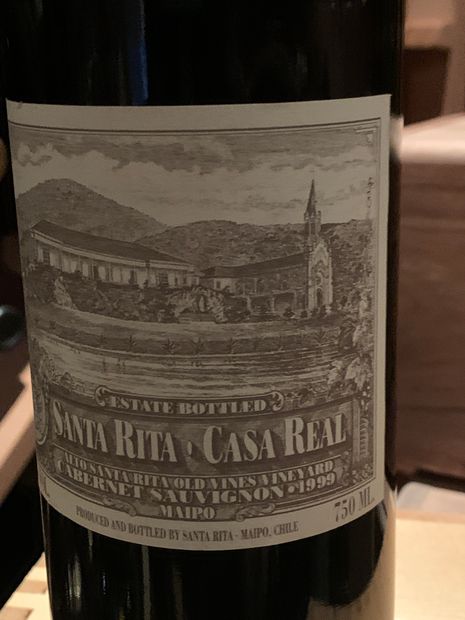 ESTATE BOTTLED
SANTA RITA · CASA REAL
ALTO SANTA RITA OLD VINES VINEYARD
CABERNET SAUVIGNON · 1999
MAIPO
750 ML.
PRODUCED AND BOTTLED BY SANTA RITA - MAIPO, CHILE